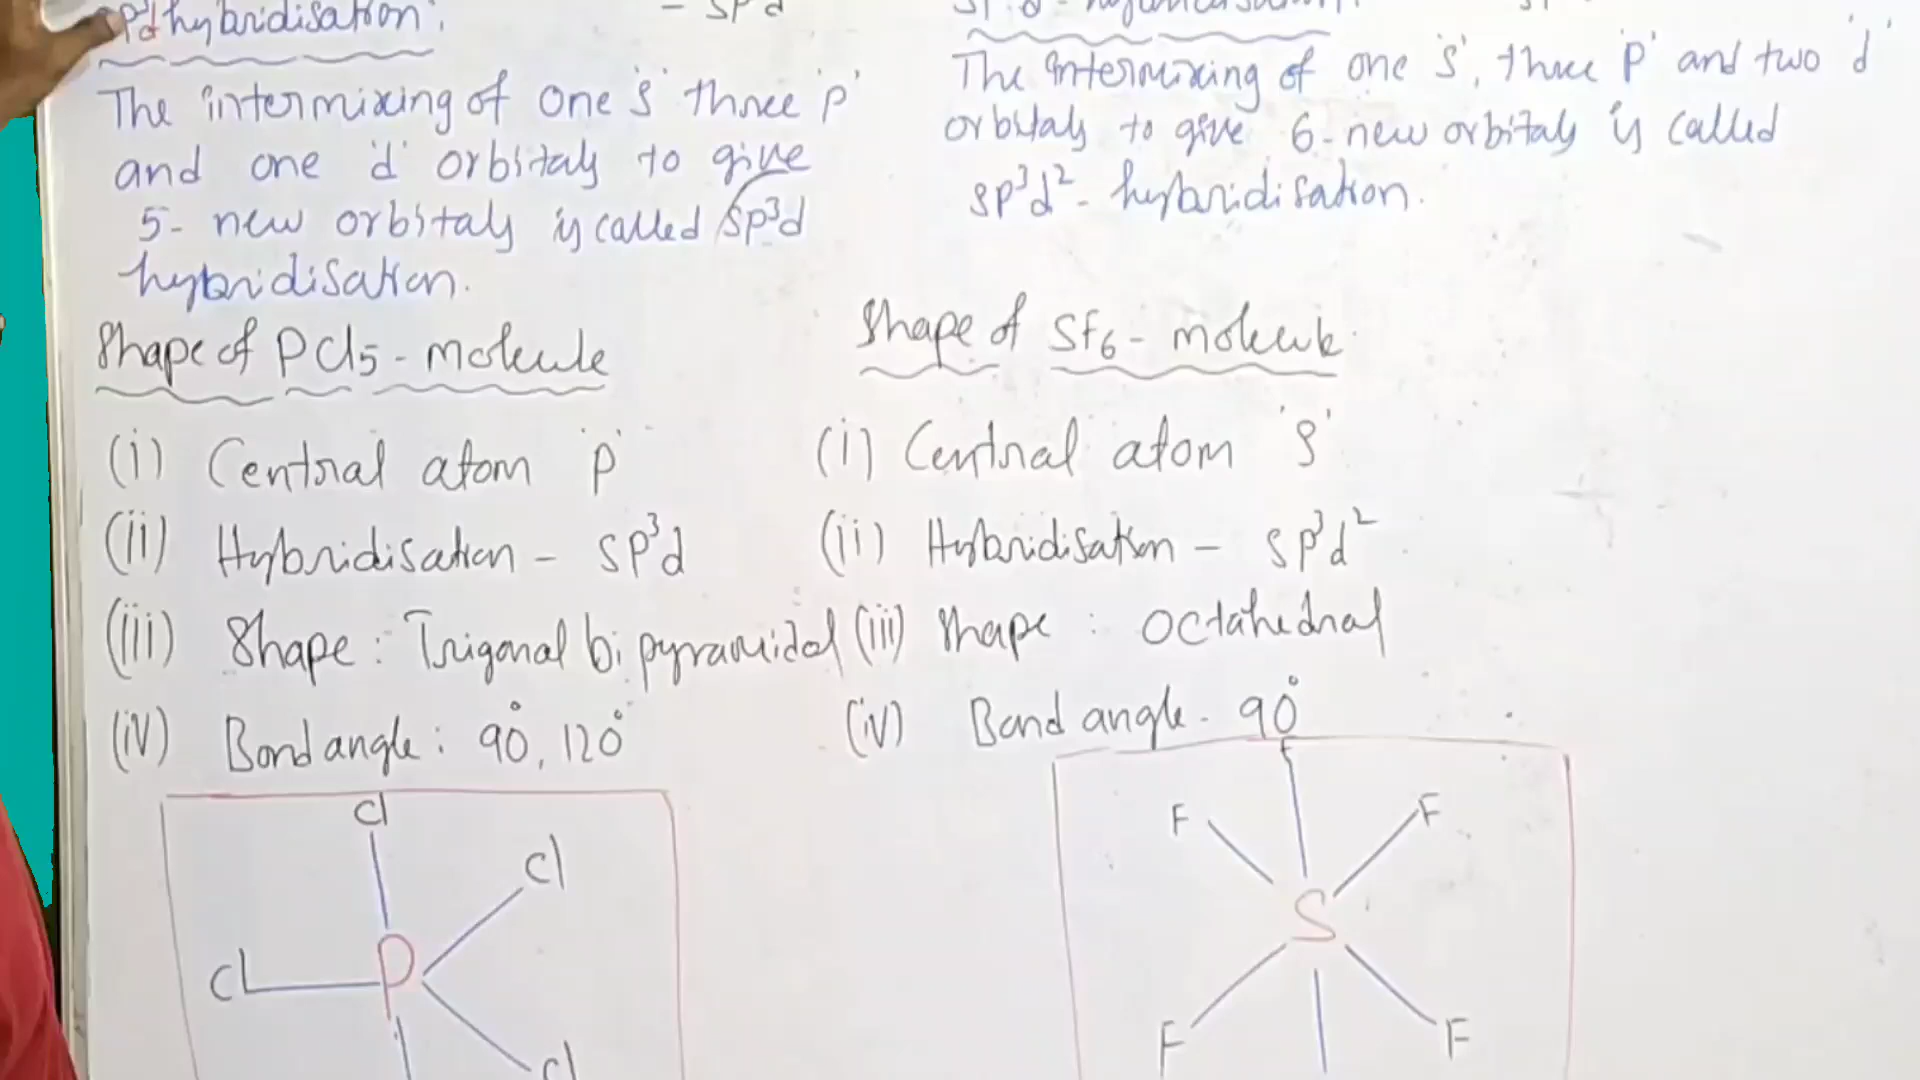 sp³d hybridisation.
The intermixing of one 's' three 'p'
and one 'd' orbitals to give
5- new orbitals is called sp³d
hybridisation.
Shape of PCl5 - molecule
(i) Central atom 'P'
(ii) Hybridisation - sp³d
(iii) Shape : Trigonal bi pyramidal
(iv) Bond angle : 90°, 120°
Cl
Cl
P
Cl
Cl
The intermixing of one 's', three 'p' and two 'd'
orbitals to give 6-new orbitals is called
sp³d² - hybridisation.
Shape of SF6 - molecule
(i) Central atom 'S'
(ii) Hybridisation - sp³d²
(iii) Shape : Octahedral
(iv) Bond angle - 90°
F
F
F
S
F
F